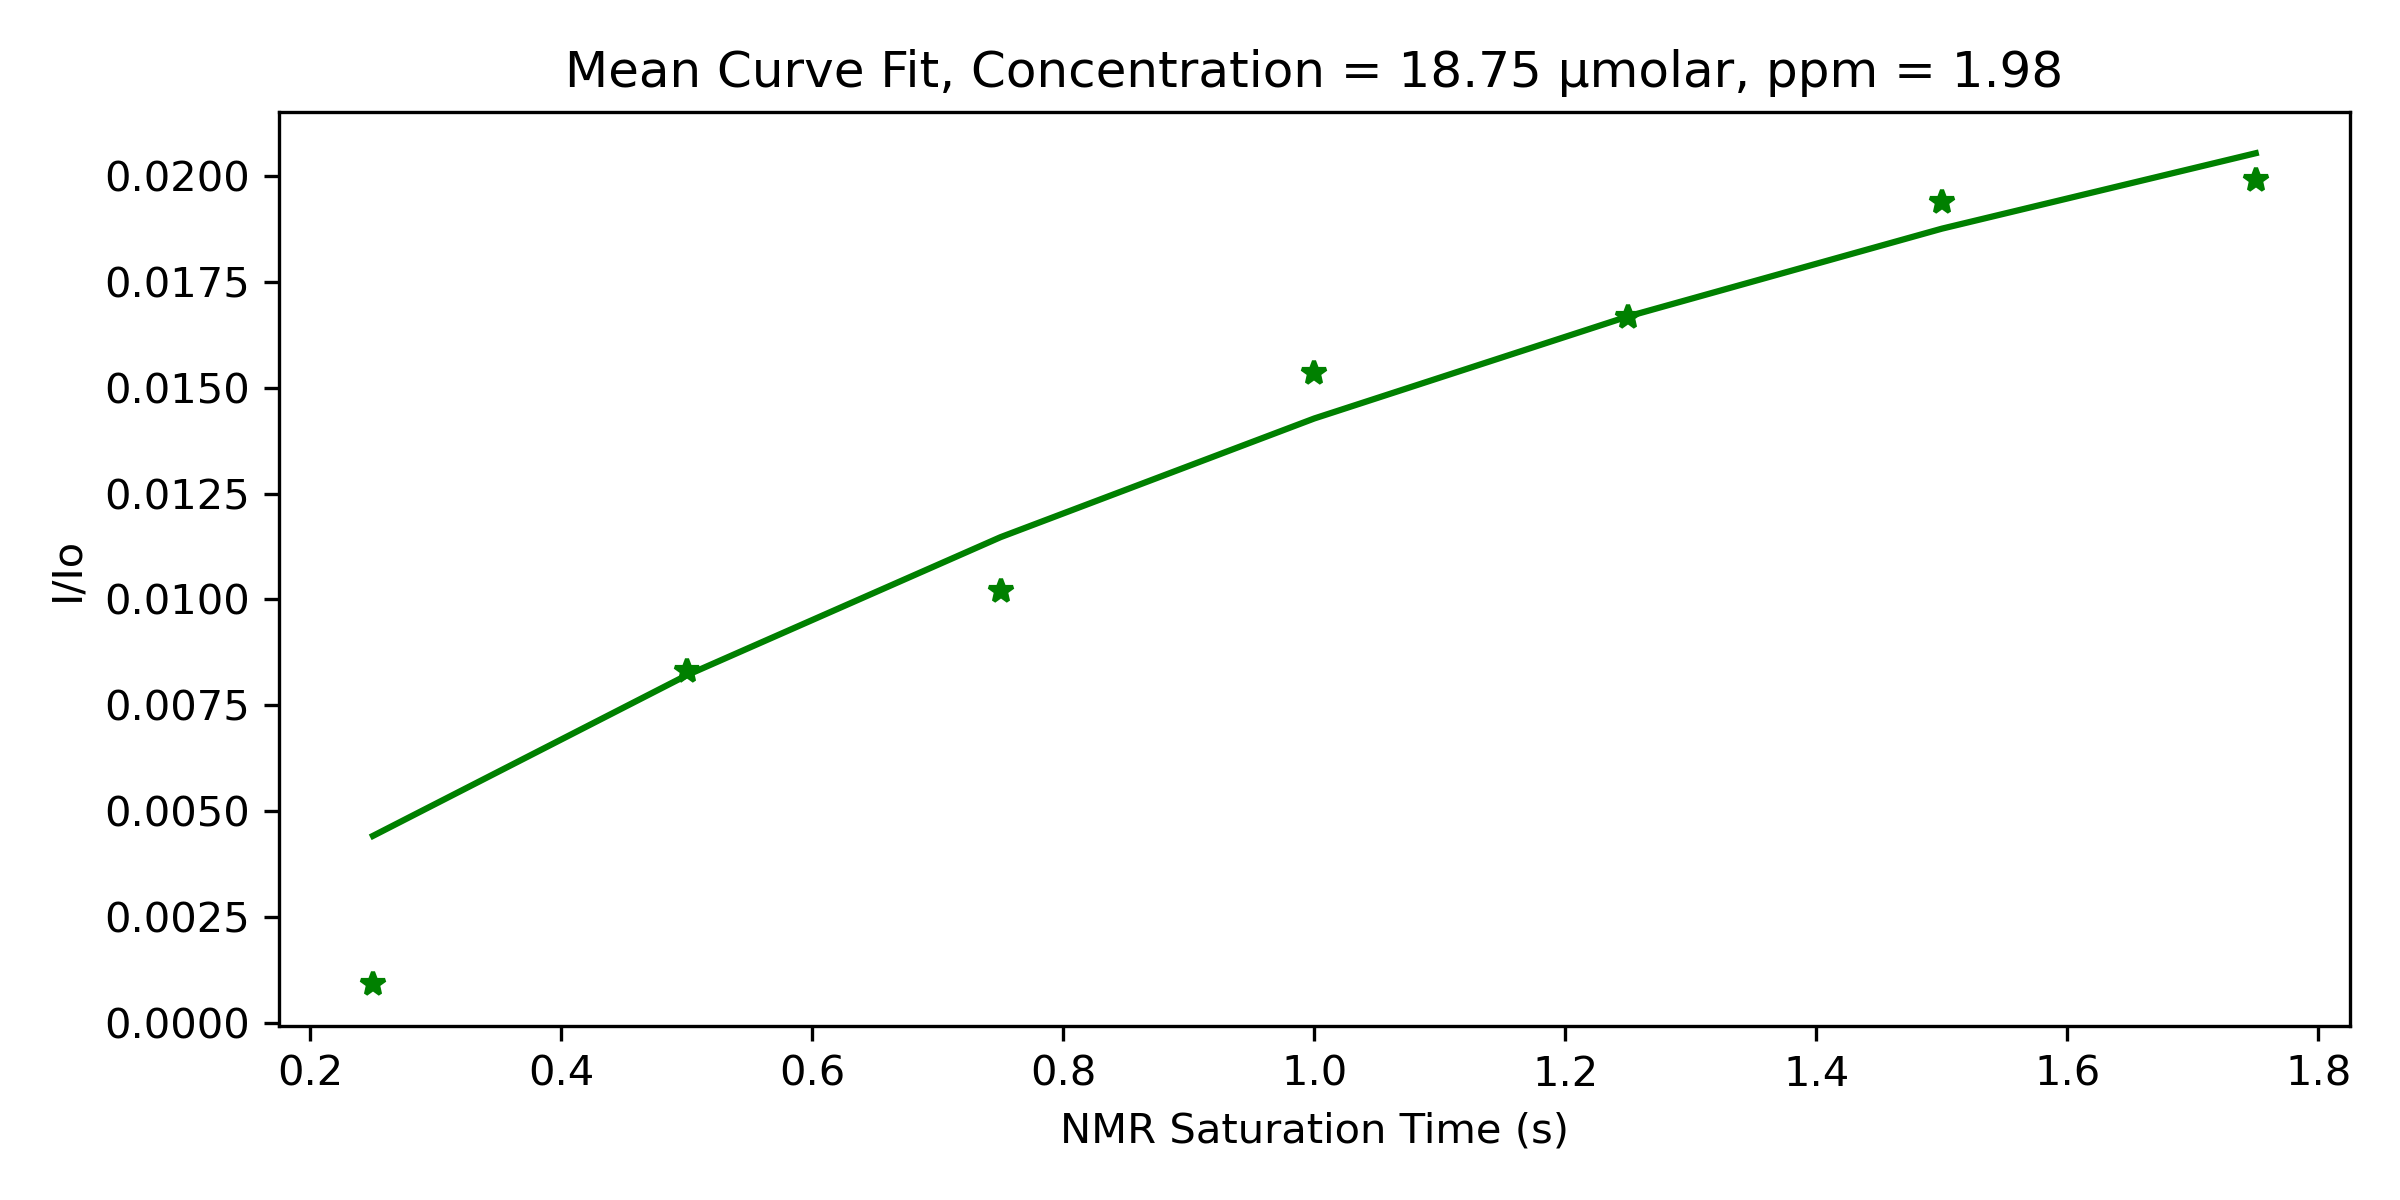 Mean Curve Fit, Concentration = 18.75 μmolar, ppm = 1.98
I/Io
0.0200
0.0175
0.0150
0.0125
0.0100
0.0075
0.0050
0.0025
0.0000
0.2 0.4 0.6 0.8 1.0 1.2 1.4 1.6 1.8
NMR Saturation Time (s)